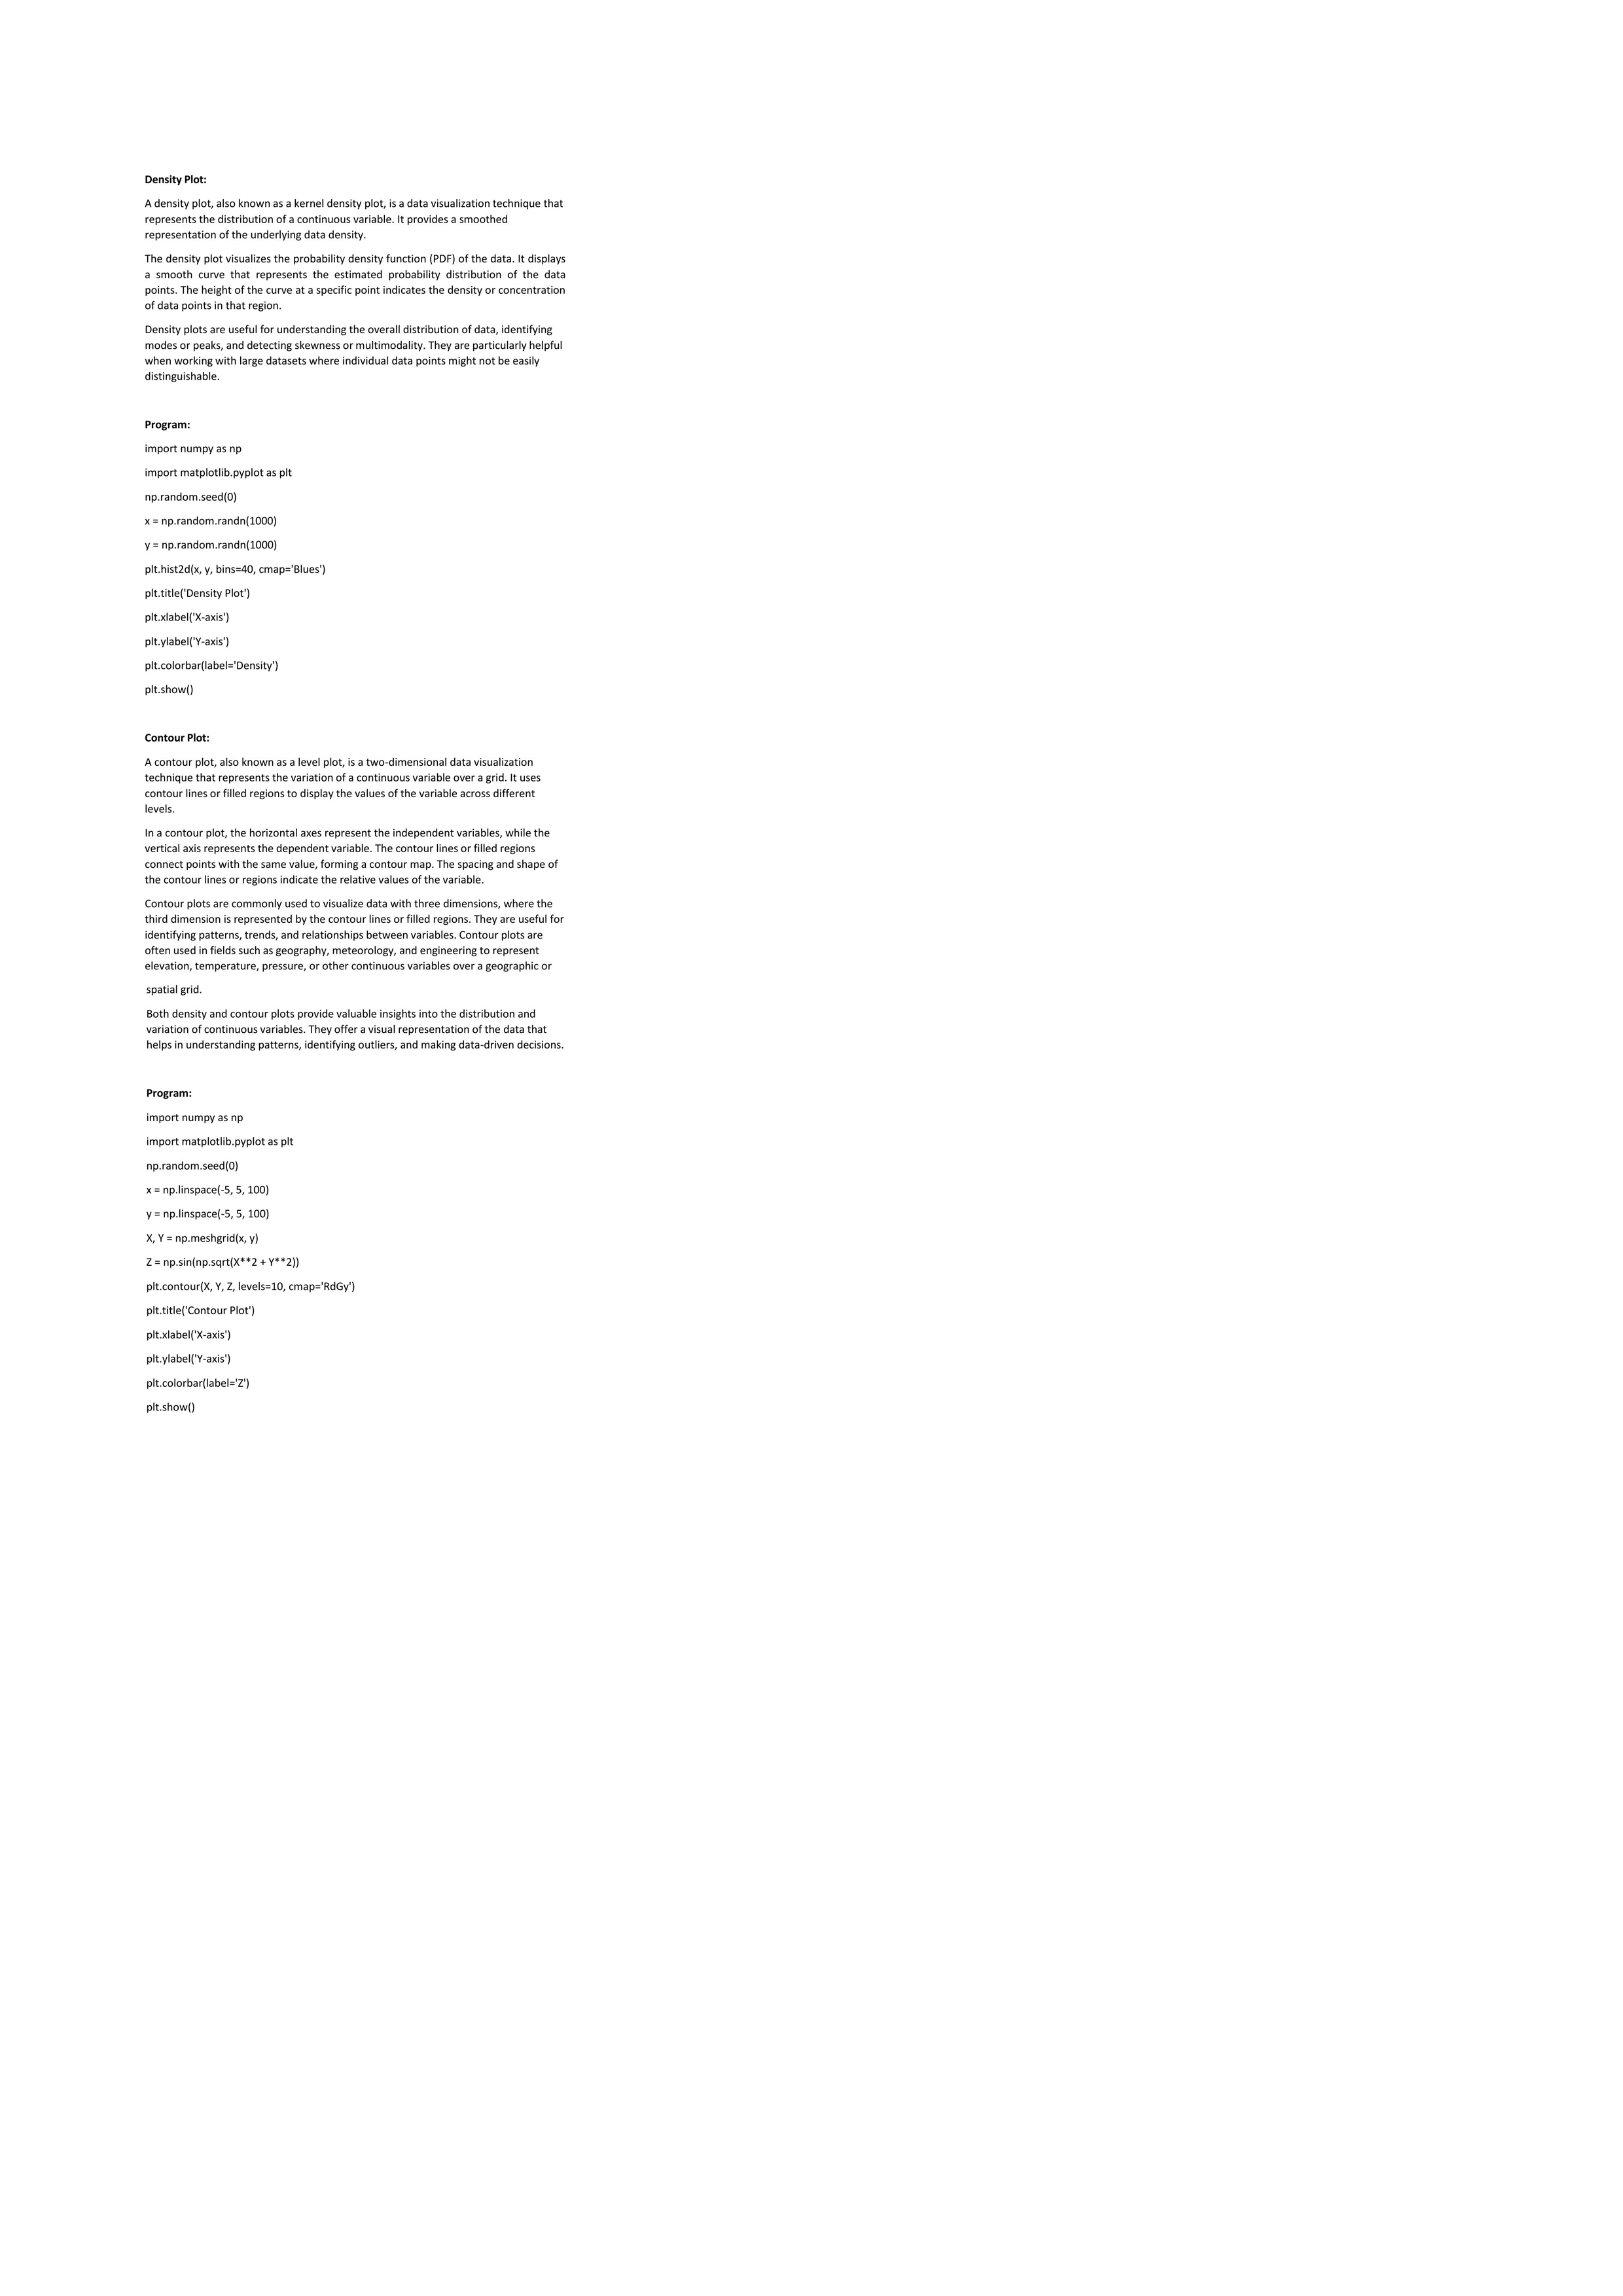 Density Plot:
A density plot, also known as a kernel density plot, is a data visualization technique that
represents the distribution of a continuous variable. It provides a smoothed
representation of the underlying data density.
The density plot visualizes the probability density function (PDF) of the data. It displays
a smooth curve that represents the estimated probability distribution of the data
points. The height of the curve at a specific point indicates the density or concentration
of data points in that region.
Density plots are useful for understanding the overall distribution of data, identifying
modes or peaks, and detecting skewness or multimodality. They are particularly helpful
when working with large datasets where individual data points might not be easily
distinguishable.
Program:
import numpy as np
import matplotlib.pyplot as plt
np.random.seed(0)
x = np.random.randn(1000)
y = np.random.randn(1000)
plt.hist2d(x, y, bins=40, cmap='Blues')
plt.title('Density Plot')
plt.xlabel('X-axis')
plt.ylabel('Y-axis')
plt.colorbar(label='Density')
plt.show()
Contour Plot:
A contour plot, also known as a level plot, is a two-dimensional data visualization
technique that represents the variation of a continuous variable over a grid. It uses
contour lines or filled regions to display the values of the variable across different
levels.
In a contour plot, the horizontal axes represent the independent variables, while the
vertical axis represents the dependent variable. The contour lines or filled regions
connect points with the same value, forming a contour map. The spacing and shape of
the contour lines or regions indicate the relative values of the variable.
Contour plots are commonly used to visualize data with three dimensions, where the
third dimension is represented by the contour lines or filled regions. They are useful for
identifying patterns, trends, and relationships between variables. Contour plots are
often used in fields such as geography, meteorology, and engineering to represent
elevation, temperature, pressure, or other continuous variables over a geographic or
spatial grid.
Both density and contour plots provide valuable insights into the distribution and
variation of continuous variables. They offer a visual representation of the data that
helps in understanding patterns, identifying outliers, and making data-driven decisions.
Program:
import numpy as np
import matplotlib.pyplot as plt
np.random.seed(0)
x = np.linspace(-5, 5, 100)
y = np.linspace(-5, 5, 100)
X, Y = np.meshgrid(x, y)
Z = np.sin(np.sqrt(X**2 + Y**2))
plt.contour(X, Y, Z, levels=10, cmap='RdGy')
plt.title('Contour Plot')
plt.xlabel('X-axis')
plt.ylabel('Y-axis')
plt.colorbar(label='Z')
plt.show()